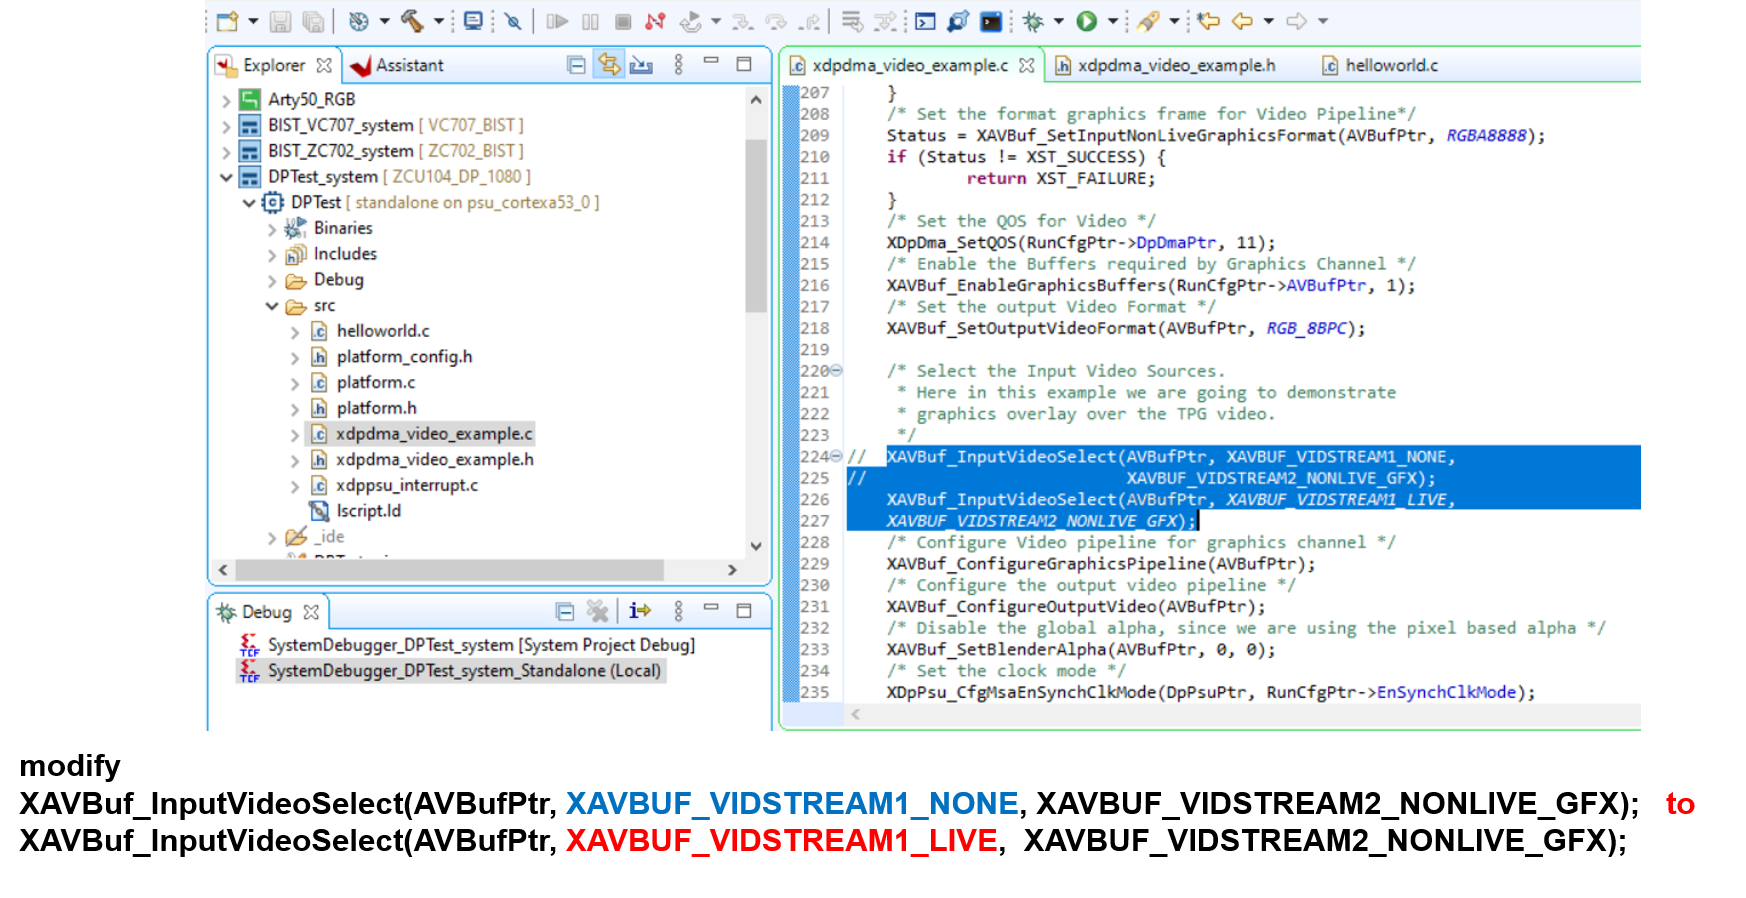 Explorer
Assistant
Arty50_RGB
BIST_VC707_system [ VC707_BIST ]
BIST_ZC702_system [ ZC702_BIST ]
DPTest_system [ ZCU104_DP_1080 ]
DPTest [ standalone on psu_cortexa53_0 ]
Binaries
Includes
Debug
src
helloworld.c
platform_config.h
platform.c
platform.h
xdpdma_video_example.c
xdpdma_video_example.h
xdppsu_interrupt.c
lscript.ld
_ide
Debug
SystemDebugger_DPTest_system [System Project Debug]
SystemDebugger_DPTest_system_Standalone (Local)
xdpdma_video_example.c xdpdma_video_example.h helloworld.c
207 }
208 /* Set the format graphics frame for Video Pipeline*/
209 Status = XAVBuf_SetInputNonLiveGraphicsFormat(AVBufPtr, RGBA8888);
210 if (Status != XST_SUCCESS) {
211 return XST_FAILURE;
212 }
213 /* Set the QOS for Video */
214 XDpDma_SetQOS(RunCfgPtr->DpDmaPtr, 11);
215 /* Enable the Buffers required by Graphics Channel */
216 XAVBuf_EnableGraphicsBuffers(RunCfgPtr->AVBufPtr, 1);
217 /* Set the output Video Format */
218 XAVBuf_SetOutputVideoFormat(AVBufPtr, RGB_8BPC);
219
220 /* Select the Input Video Sources.
221 * Here in this example we are going to demonstrate
222 * graphics overlay over the TPG video.
223 */
224 // XAVBuf_InputVideoSelect(AVBufPtr, XAVBUF_VIDSTREAM1_NONE,
225 // XAVBUF_VIDSTREAM2_NONLIVE_GFX);
226 XAVBuf_InputVideoSelect(AVBufPtr, XAVBUF_VIDSTREAM1_LIVE,
227 XAVBUF_VIDSTREAM2_NONLIVE_GFX);
228 /* Configure Video pipeline for graphics channel */
229 XAVBuf_ConfigureGraphicsPipeline(AVBufPtr);
230 /* Configure the output video pipeline */
231 XAVBuf_ConfigureOutputVideo(AVBufPtr);
232 /* Disable the global alpha, since we are using the pixel based alpha */
233 XAVBuf_SetBlenderAlpha(AVBufPtr, 0, 0);
234 /* Set the clock mode */
235 XDpPsu_CfgMsaEnSynchClkMode(DpPsuPtr, RunCfgPtr->EnSynchClkMode);
modify
XAVBuf_InputVideoSelect(AVBufPtr, XAVBUF_VIDSTREAM1_NONE, XAVBUF_VIDSTREAM2_NONLIVE_GFX); to
XAVBuf_InputVideoSelect(AVBufPtr, XAVBUF_VIDSTREAM1_LIVE, XAVBUF_VIDSTREAM2_NONLIVE_GFX);